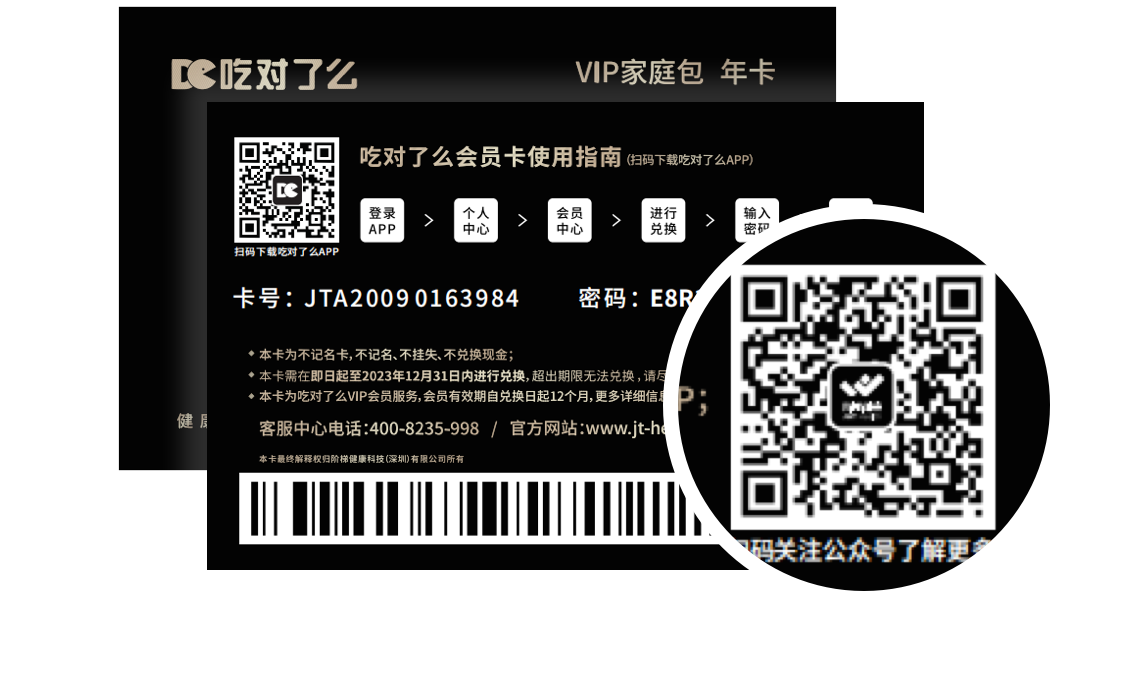 吃对了么
VIP家庭包 年卡
吃对了么会员卡使用指南 (扫码下载吃对了么APP)
登录
APP
个人
中心
会员
中心
进行
兑换
输入
密码
扫码下载吃对了么APP
卡号：JTA20090163984
密码：E8R
本卡为不记名卡,不记名、不挂失、不兑换现金；
本卡需在即日起至2023年12月31日内进行兑换，超出期限无法兑换，请尽
本卡为吃对了么VIP会员服务,会员有效期自兑换日起12个月,更多详细信息
P；
健
客服中心电话:400-8235-998 / 官方网站:www.jt-he
本卡最终解释权归阶梯健康科技(深圳)有限公司所有
码关注公众号了解更多